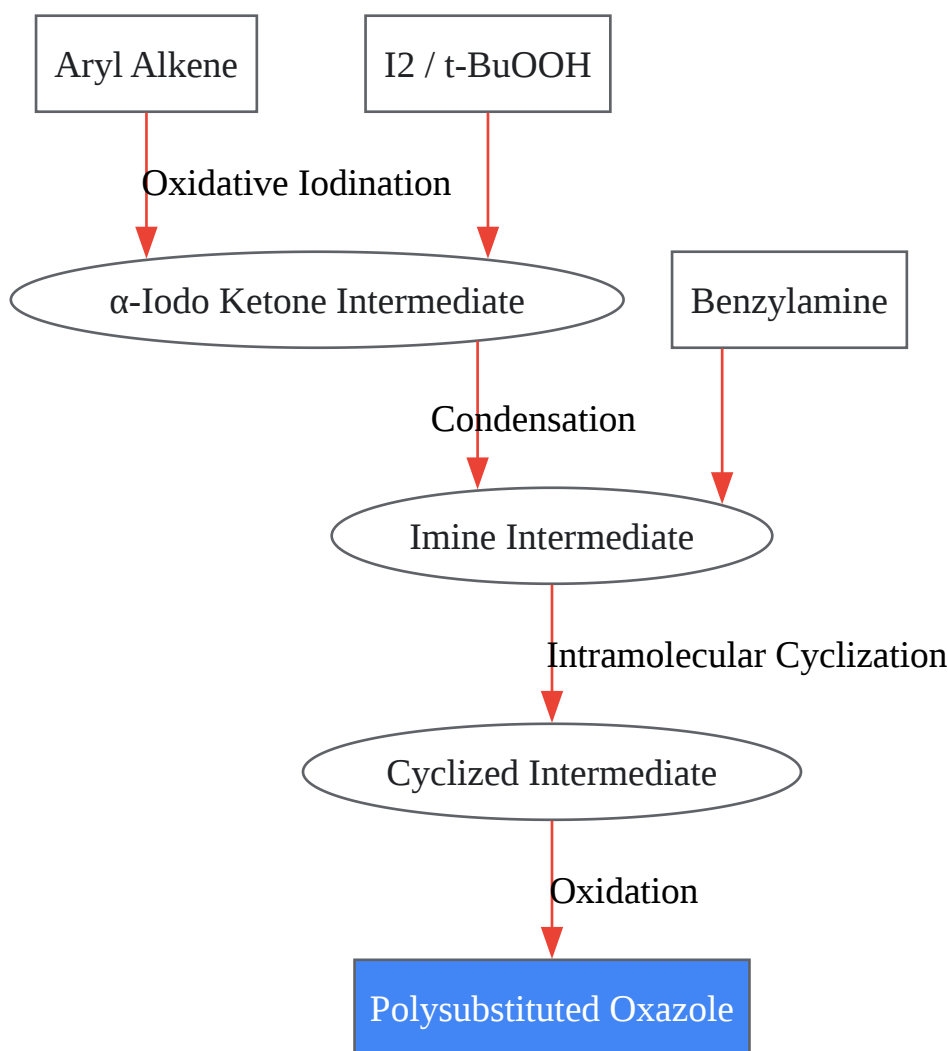 Aryl Alkene
I2 / t-BuOOH
Oxidative Iodination
α-Iodo Ketone Intermediate
Benzylamine
Condensation
Imine Intermediate
Intramolecular Cyclization
Cyclized Intermediate
Oxidation
Polysubstituted Oxazole